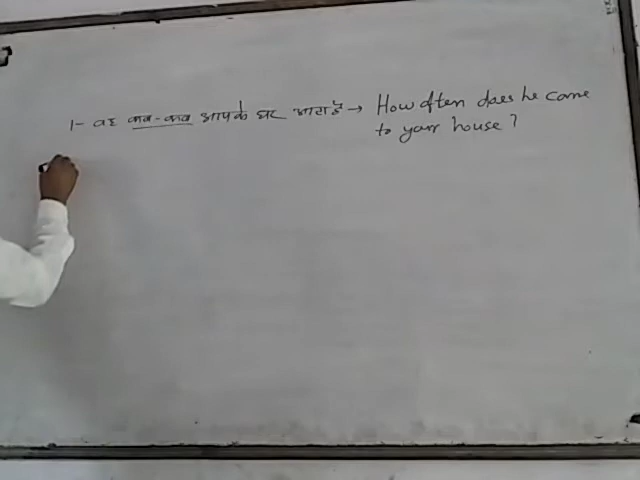 1- वह कब-कब आपके घर आता है → How often does he come
to your house?